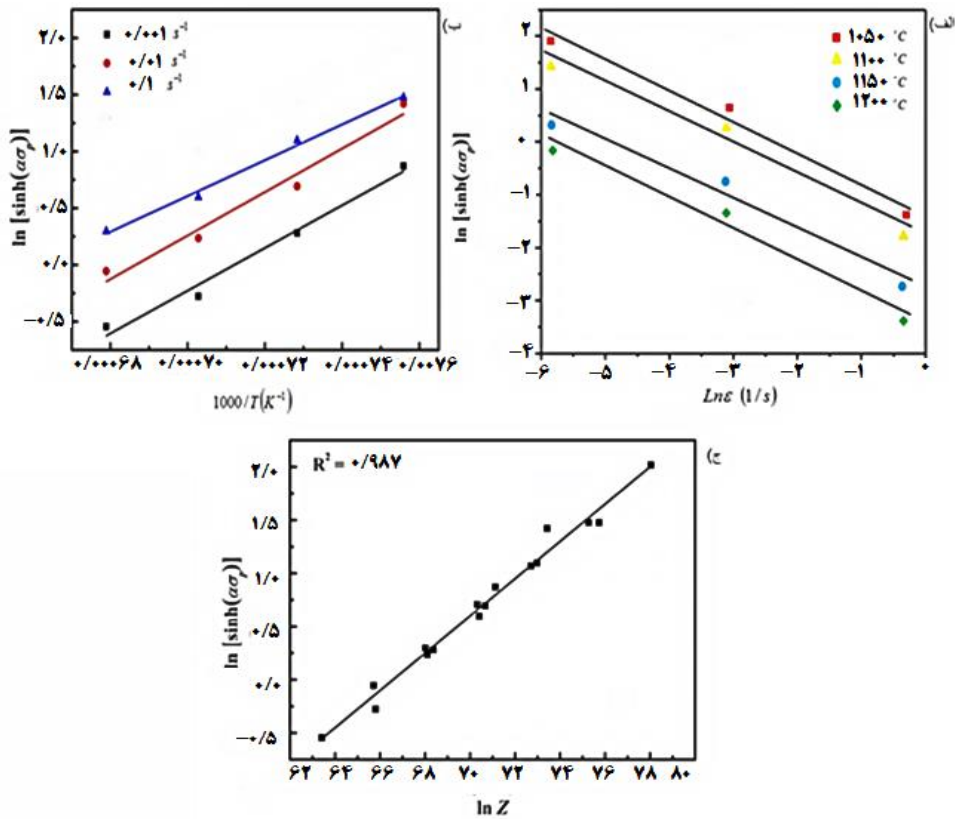 ب)
۰/۰۰۱ s⁻¹
۰/۰۱ s⁻¹
۰/۱ s⁻¹
ln [sinh(ασₚ)]
۲/۰
۱/۵
۱/۰
۰/۵
۰/۰
−۰/۵
۰/۰۰۰۶۸ ۰/۰۰۰۷۰ ۰/۰۰۰۷۲ ۰/۰۰۰۷۴ ۰/۰۰۰۷۶
1000/T(K⁻¹)
۱۰۵۰ °C
۱۱۰۰ °C
۱۱۵۰ °C
۱۲۰۰ °C
ln [sinh(ασₚ)]
۲
۱
۰
−۱
−۲
−۳
−۴
−۶ −۵ −۴ −۳ −۲ −۱ ۰
Lnε (1/s)
ج)
R² = ۰/۹۸۷
ln [sinh(ασₚ)]
۲/۰
۱/۵
۱/۰
۰/۵
۰/۰
−۰/۵
۶۲ ۶۴ ۶۶ ۶۸ ۷۰ ۷۲ ۷۴ ۷۶ ۷۸ ۸۰
ln Z